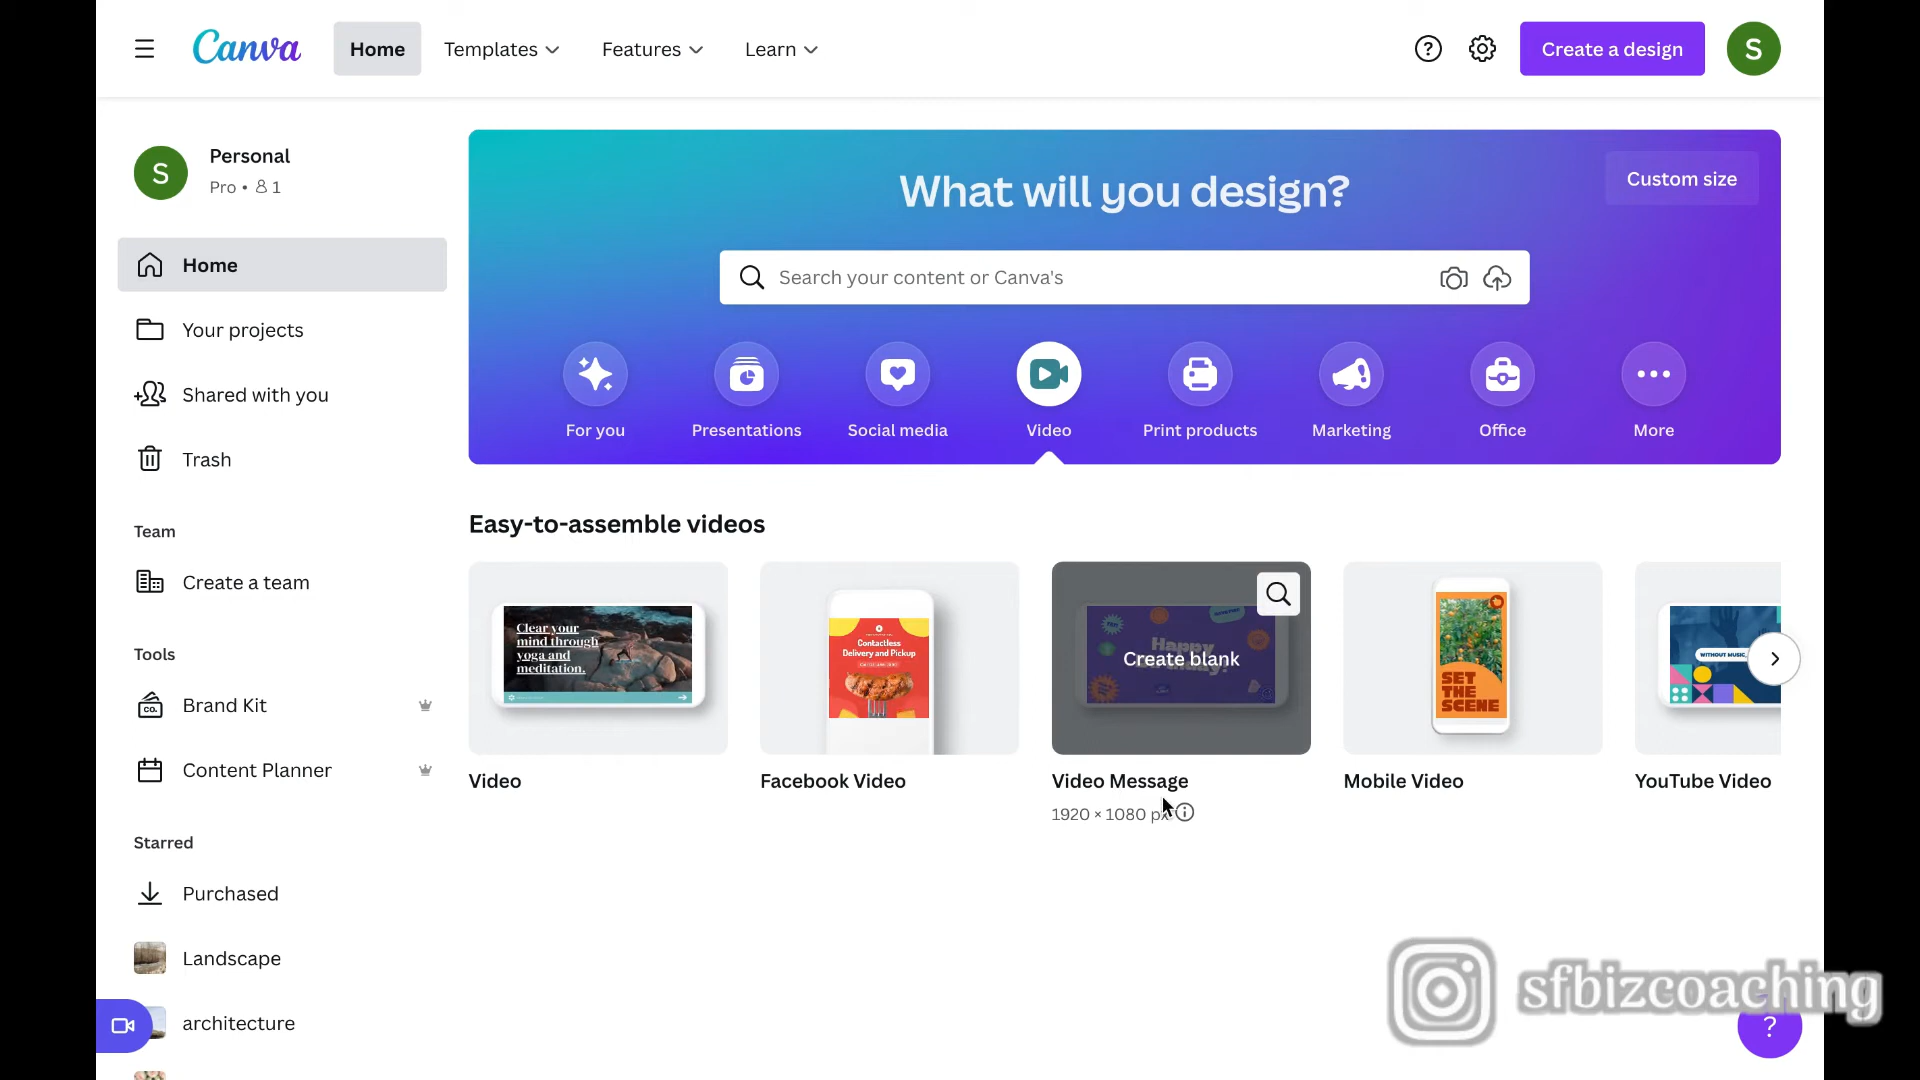 Canva
Home
Templates
Features
Learn
Create a design
S
S
Personal
Pro • 1
Home
Your projects
Shared with you
Trash
Team
Create a team
Tools
Brand Kit
CO.
Content Planner
Starred
Purchased
Landscape
architecture
What will you design?
Custom size
Search your content or Canva's
For you
Presentations
Social media
Video
Print products
Marketing
Office
More
Easy-to-assemble videos
Clear your
mind through
yoga and
meditation.
Contactless
Delivery and Pickup
Happy
Create blank
SET
THE
SCENE
WITHOUT MUSIC,
Video
Facebook Video
Video Message
Mobile Video
YouTube Video
1920 × 1080 px
sfbizcoaching
?